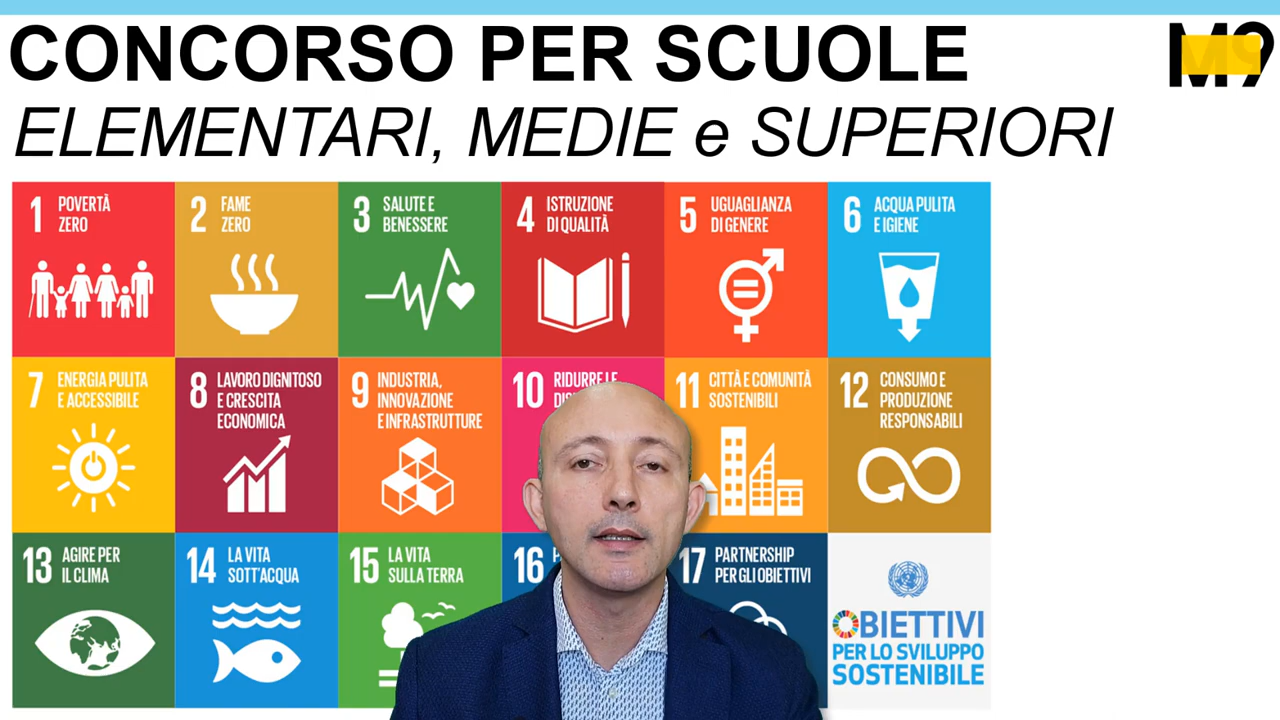 CONCORSO PER SCUOLE
M9
ELEMENTARI, MEDIE e SUPERIORI
1 POVERTÀ
ZERO
2 FAME
ZERO
3 SALUTE E
BENESSERE
4 ISTRUZIONE
DI QUALITÀ
5 UGUAGLIANZA
DI GENERE
6 ACQUA PULITA
E IGIENE
7 ENERGIA PULITA
E ACCESSIBILE
8 LAVORO DIGNITOSO
E CRESCITA
ECONOMICA
9 INDUSTRIA,
INNOVAZIONE
E INFRASTRUTTURE
10 RIDURRE LE
11 CITTÀ E COMUNITÀ
SOSTENIBILI
12 CONSUMO E
PRODUZIONE
RESPONSABILI
13 AGIRE PER
IL CLIMA
14 LA VITA
SOTT'ACQUA
15 LA VITA
SULLA TERRA
16
17 PARTNERSHIP
PER GLI OBIETTIVI
OBIETTIVI
PER LO SVILUPPO
SOSTENIBILE